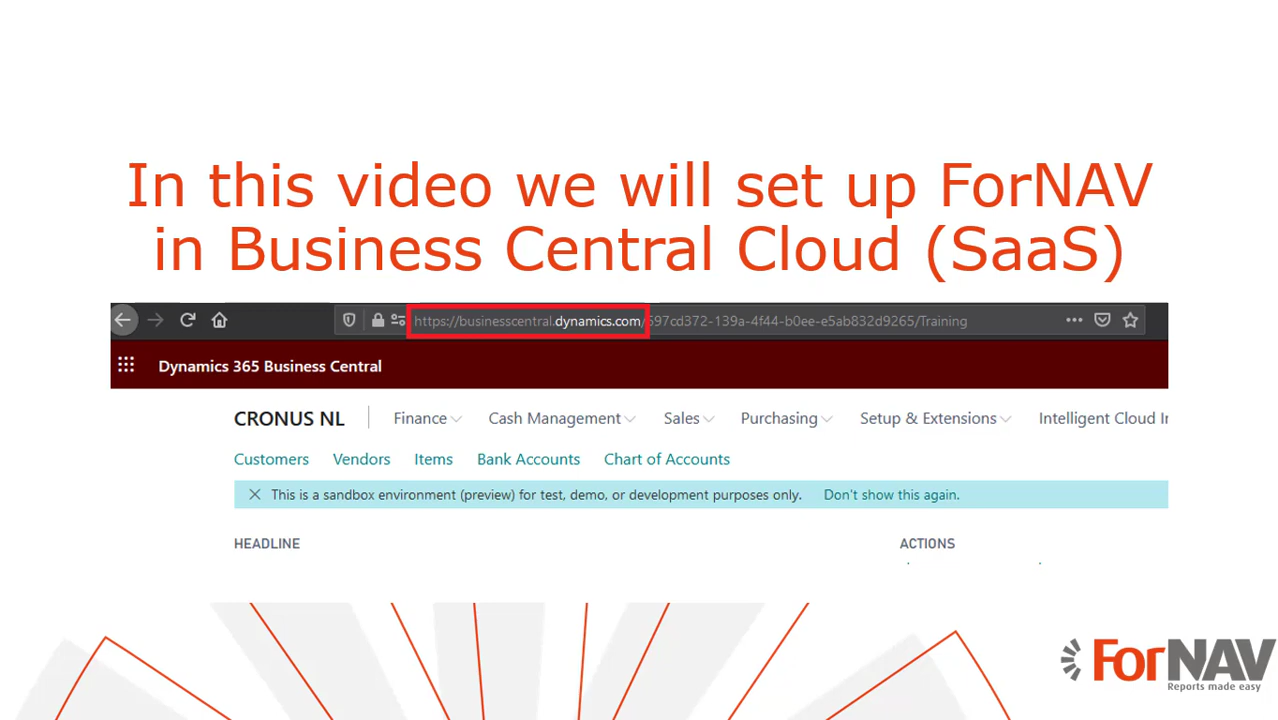 In this video we will set up ForNAV
in Business Central Cloud (SaaS)
https://businesscentral.dynamics.com/597cd372-139a-4f44-b0ee-e5ab832d9265/Training
Dynamics 365 Business Central
CRONUS NL Finance Cash Management Sales Purchasing Setup & Extensions Intelligent Cloud
Customers Vendors Items Bank Accounts Chart of Accounts
This is a sandbox environment (preview) for test, demo, or development purposes only. Don't show this again.
HEADLINE ACTIONS
ForNAV
Reports made easy